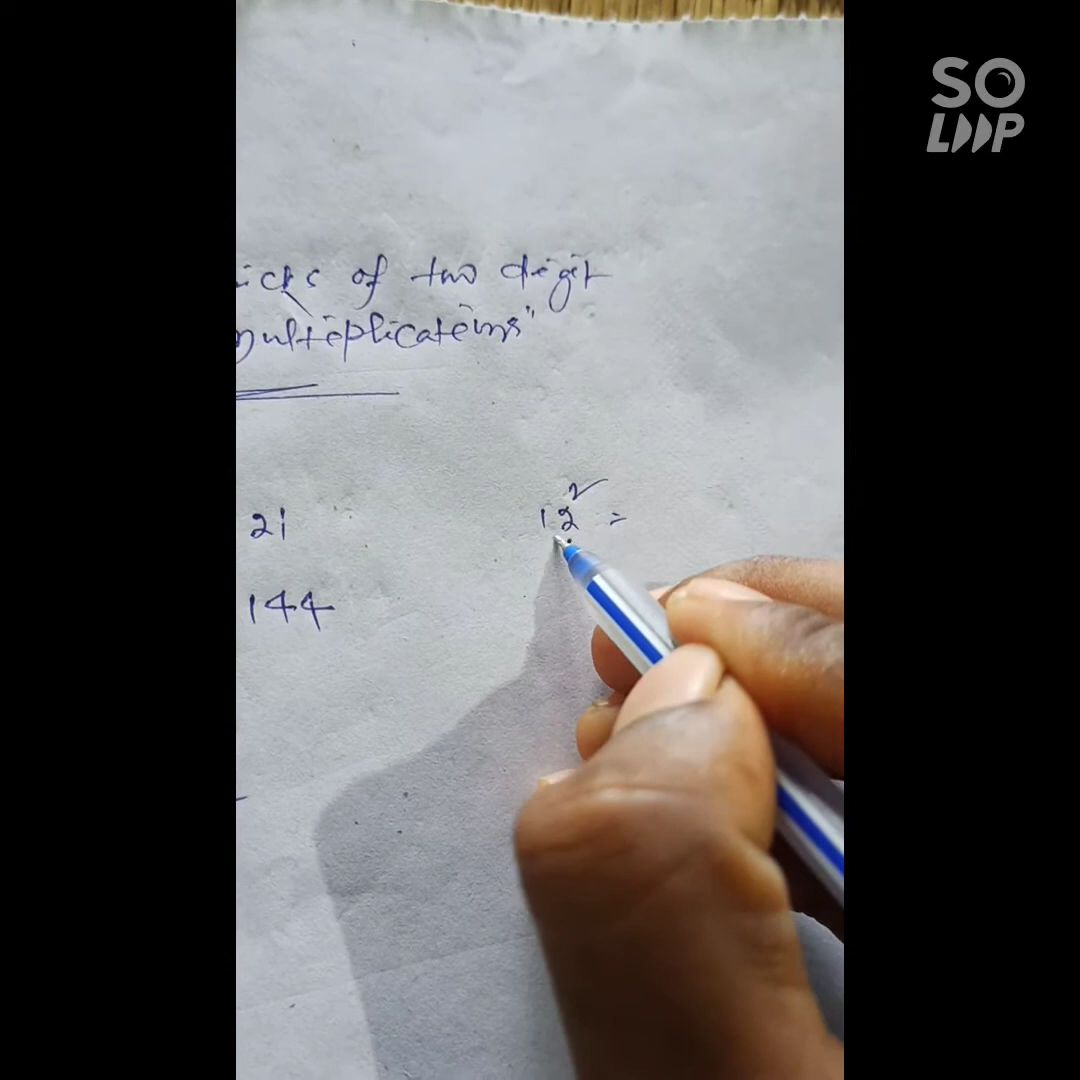 SO
LOOP
icks of two digit
multiplications"
21
12² =
144